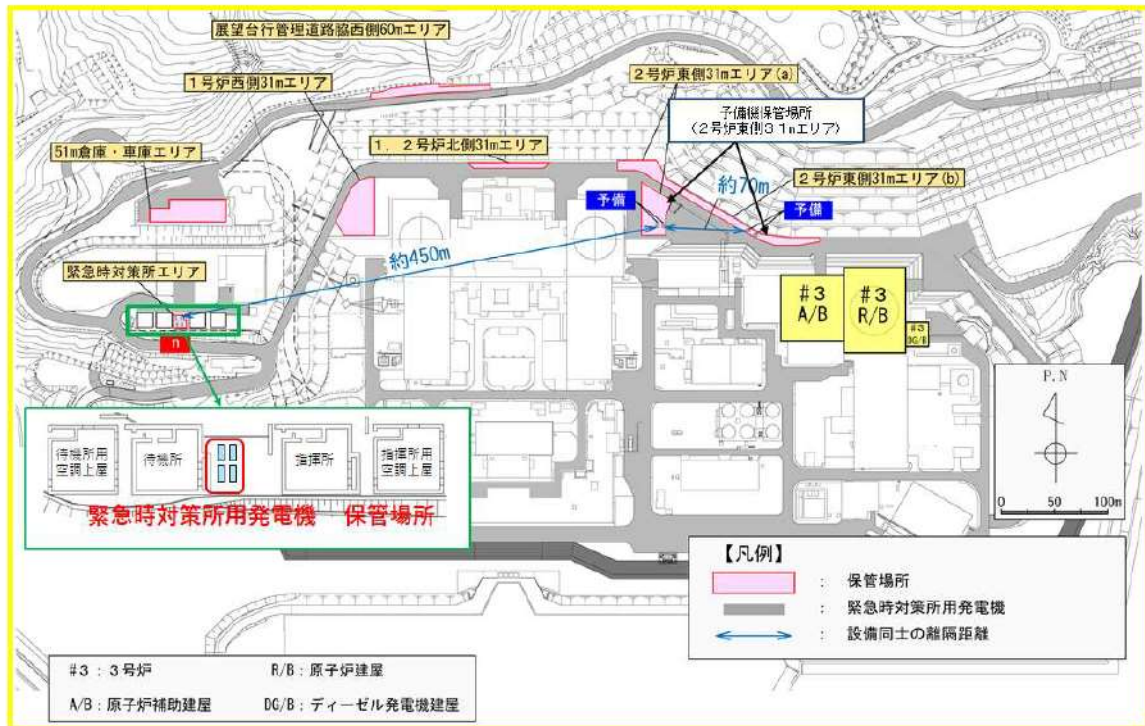 展望台行管理道路脇西側60mエリア
1号炉西側31mエリア
2号炉東側31mエリア(a)
予備機保管場所
(2号炉東側31mエリア)
51m倉庫・車庫エリア
1,2号炉北側31mエリア
約70m
2号炉東側31mエリア(b)
予備
予備
約450m
緊急時対策所エリア
n
#3
A/B
#3
R/B
#3
DG/B
P.N
0 50 100m
待機所用
空調上屋
待機所
指揮所
指揮所用
空調上屋
緊急時対策所用発電機 保管場所
【凡例】
: 保管場所
: 緊急時対策所用発電機
: 設備同士の離隔距離
#3:3号炉 R/B:原子炉建屋
A/B:原子炉補助建屋 DG/B:ディーゼル発電機建屋